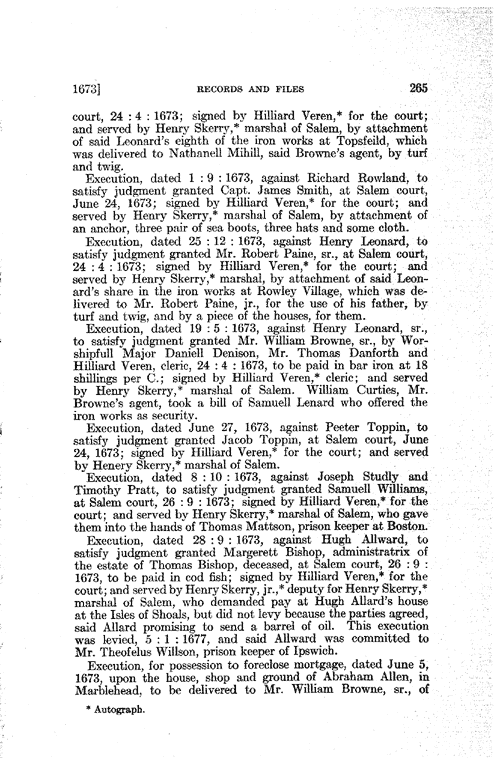 1673] RECORDS AND FILES 265
court, 24 : 4 : 1673; signed by Hilliard Veren,* for the court;
and served by Henry Skerry,* marshal of Salem, by attachment
of said Leonard's eighth of the iron works at Topsfeild, which
was delivered to Nathanell Mihill, said Browne's agent, by turf
and twig.
Execution, dated 1 : 9 : 1673, against Richard Rowland, to
satisfy judgment granted Capt. James Smith, at Salem court,
June 24, 1673; signed by Hilliard Veren,* for the court; and
served by Henry Skerry,* marshal of Salem, by attachment of
an anchor, three pair of sea boots, three hats and some cloth.
Execution, dated 25 : 12 : 1673, against Henry Leonard, to
satisfy judgment granted Mr. Robert Paine, sr., at Salem court,
24 : 4 : 1673; signed by Hilliard Veren,* for the court; and
served by Henry Skerry,* marshal, by attachment of said Leon-
ard's share in the iron works at Rowley Village, which was de-
livered to Mr. Robert Paine, jr., for the use of his father, by
turf and twig, and by a piece of the houses, for them.
Execution, dated 19 : 5 : 1673, against Henry Leonard, sr.,
to satisfy judgment granted Mr. William Browne, sr., by Wor-
shipfull Major Daniell Denison, Mr. Thomas Danforth and
Hilliard Veren, cleric, 24 : 4 : 1673, to be paid in bar iron at 18
shillings per C.; signed by Hilliard Veren,* cleric; and served
by Henry Skerry,* marshal of Salem. William Curties, Mr.
Browne's agent, took a bill of Samuell Lenard who offered the
iron works as security.
Execution, dated June 27, 1673, against Peeter Toppin, to
satisfy judgment granted Jacob Toppin, at Salem court, June
24, 1673; signed by Hilliard Veren,* for the court; and served
by Henery Skerry,* marshal of Salem.
Execution, dated 8 : 10 : 1673, against Joseph Studly and
Timothy Pratt, to satisfy judgment granted Samuell Williams,
at Salem court, 26 : 9 : 1673; signed by Hilliard Veren,* for the
court; and served by Henry Skerry,* marshal of Salem, who gave
them into the hands of Thomas Mattson, prison keeper at Boston.
Execution, dated 28 : 9 : 1673, against Hugh Allward, to
satisfy judgment granted Margerett Bishop, administratrix of
the estate of Thomas Bishop, deceased, at Salem court, 26 : 9 :
1673, to be paid in cod fish; signed by Hilliard Veren,* for the
court; and served by Henry Skerry, jr.,* deputy for Henry Skerry,*
marshal of Salem, who demanded pay at Hugh Allard's house
at the Isles of Shoals, but did not levy because the parties agreed,
said Allard promising to send a barrel of oil. This execution
was levied, 5 : 1 : 1677, and said Allward was committed to
Mr. Theofelus Willson, prison keeper of Ipswich.
Execution, for possession to foreclose mortgage, dated June 5,
1673, upon the house, shop and ground of Abraham Allen, in
Marblehead, to be delivered to Mr. William Browne, sr., of
* Autograph.